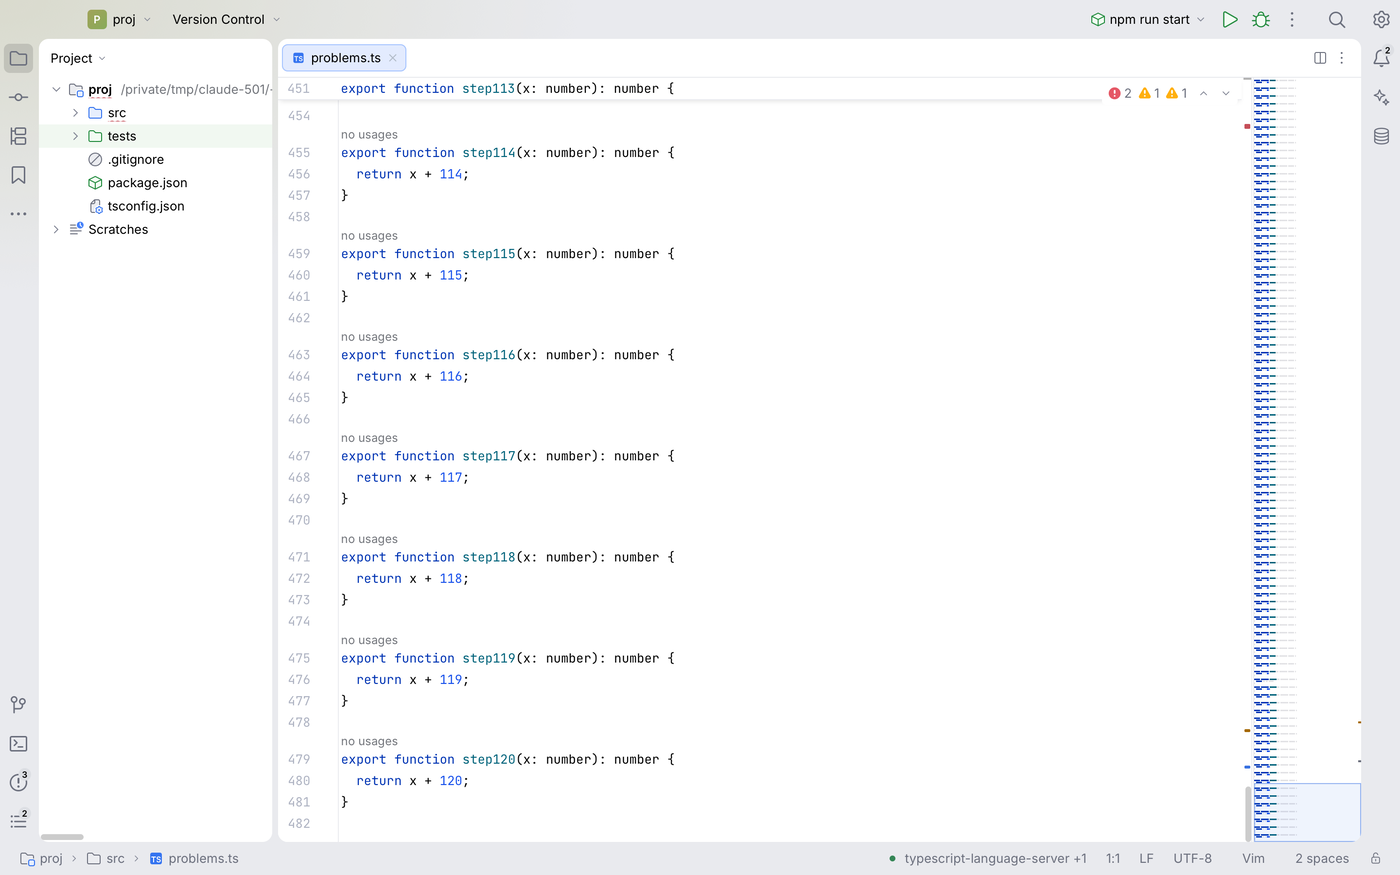 P proj Version Control npm run start
Project
proj /private/tmp/claude-501/-
src
tests
.gitignore
package.json
tsconfig.json
Scratches
3
2
TS problems.ts
2
2 1 1
451 export function step113(x: number): number {
454
no usages
455 export function step114(x: number): number {
456 return x + 114;
457 }
458
no usages
459 export function step115(x: number): number {
460 return x + 115;
461 }
462
no usages
463 export function step116(x: number): number {
464 return x + 116;
465 }
466
no usages
467 export function step117(x: number): number {
468 return x + 117;
469 }
470
no usages
471 export function step118(x: number): number {
472 return x + 118;
473 }
474
no usages
475 export function step119(x: number): number {
476 return x + 119;
477 }
478
no usages
479 export function step120(x: number): number {
480 return x + 120;
481 }
482
proj src TS problems.ts typescript-language-server +1 1:1 LF UTF-8 Vim 2 spaces